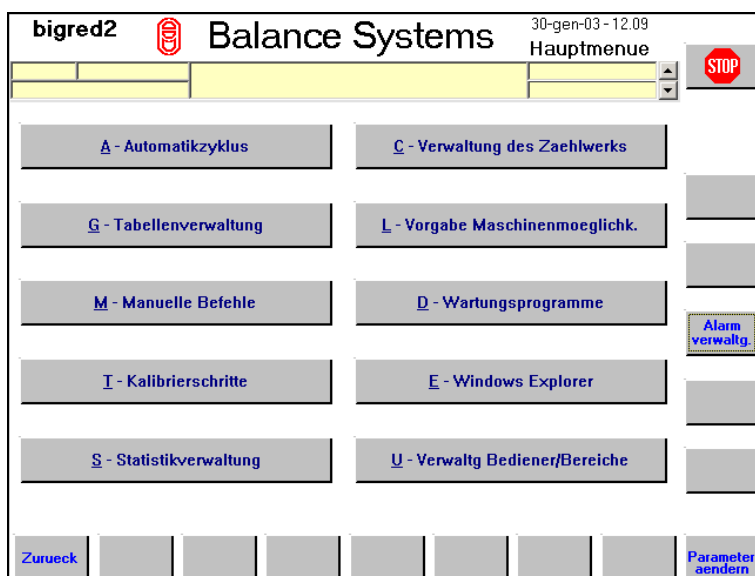 bigred2
Balance Systems
30-gen-03 - 12.09
Hauptmenue
STOP
A - Automatikzyklus
C - Verwaltung des Zaehlwerks
G - Tabellenverwaltung
L - Vorgabe Maschinenmoeglichk.
M - Manuelle Befehle
D - Wartungsprogramme
Alarm
verwaltg.
T - Kalibrierschritte
E - Windows Explorer
S - Statistikverwaltung
U - Verwaltg Bediener/Bereiche
Zurueck
Parameter
aendern